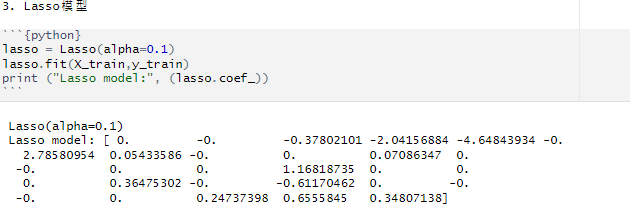 3. Lasso模型
```{python}
lasso = Lasso(alpha=0.1)
lasso.fit(X_train,y_train)
print ("Lasso model:", (lasso.coef_))
```
Lasso(alpha=0.1)
Lasso model: [ 0. -0. -0.37802101 -2.04156884 -4.64843934 -0.
2.78580954 0.05433586 -0. 0. 0.07086347 0.
-0. 0. 0. 1.16818735 0. 0.
0. 0.36475302 -0. -0.61170462 0. -0.
-0. 0. 0.24737398 0.6555845 0.34807138]